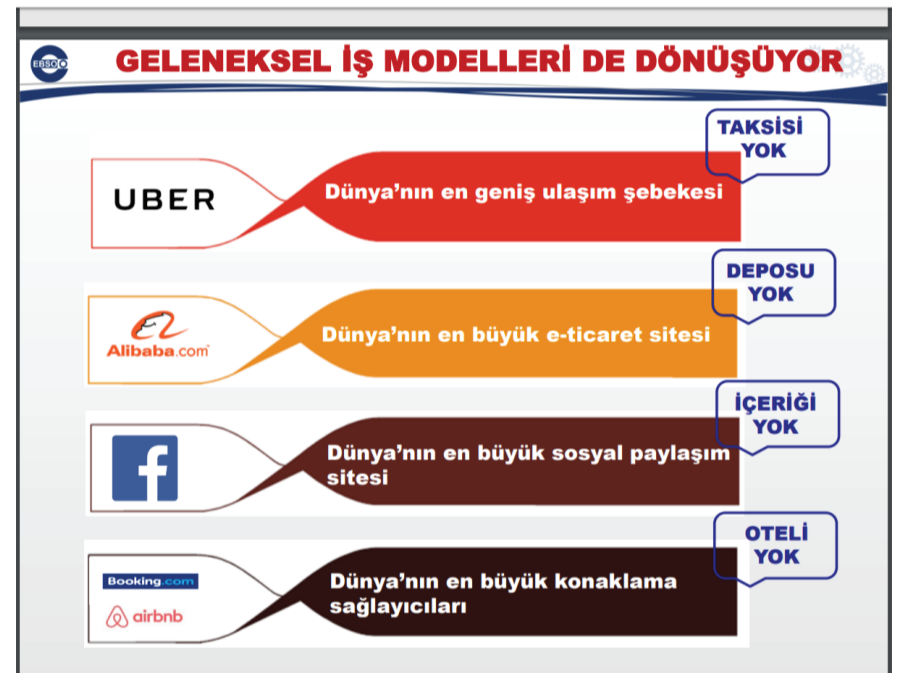 EBSO
GELENEKSEL İŞ MODELLERİ DE DÖNÜŞÜYOR
TAKSİSİ
YOK
UBER
Dünya’nın en geniş ulaşım şebekesi
DEPOSU
YOK
Alibaba.com
Dünya’nın en büyük e-ticaret sitesi
İÇERİĞİ
YOK
f
Dünya’nın en büyük sosyal paylaşım
sitesi
OTELİ
YOK
Booking.com
airbnb
Dünya’nın en büyük konaklama
sağlayıcıları